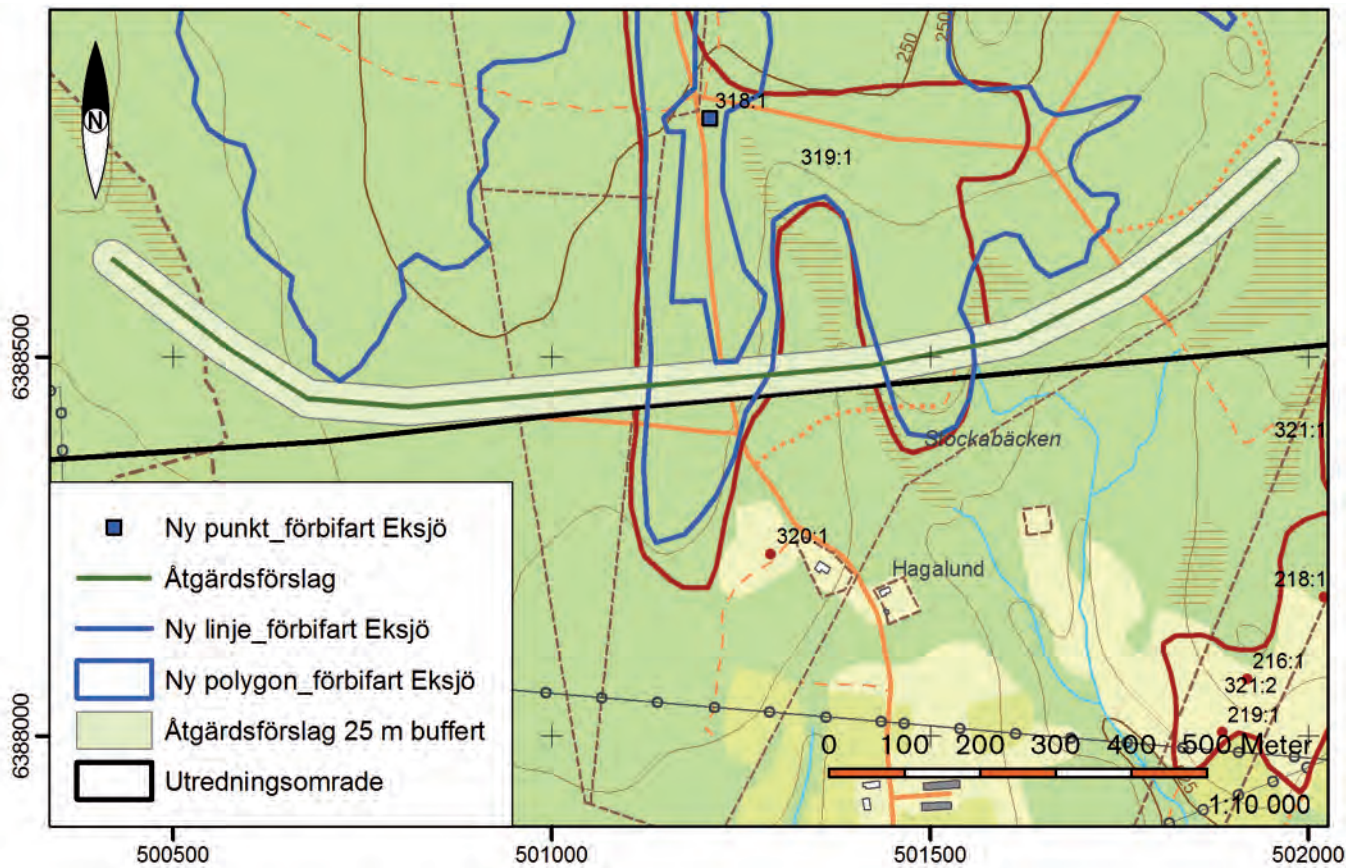 250
250
318:1
319:1
N
6388500
Stockabäcken
321:1
320:1
Hagalund
218:1
216:1
321:2
219:1
6388000
Ny punkt_förbifart Eksjö
Åtgärdsförslag
Ny linje_förbifart Eksjö
Ny polygon_förbifart Eksjö
Åtgärdsförslag 25 m buffert
Utredningsomrade
0 100 200 300 400 500 Meter
1:10 000
500500 501000 501500 502000